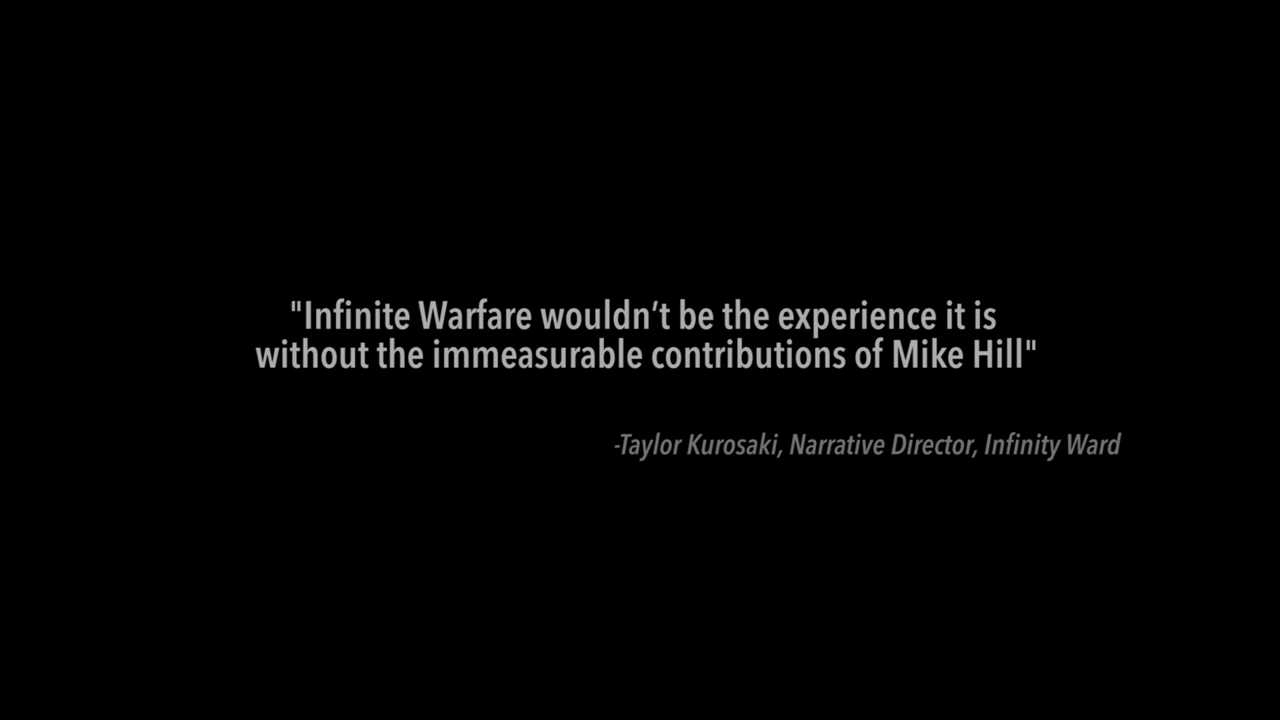 "Infinite Warfare wouldn’t be the experience it is
without the immeasurable contributions of Mike Hill"
-Taylor Kurosaki, Narrative Director, Infinity Ward